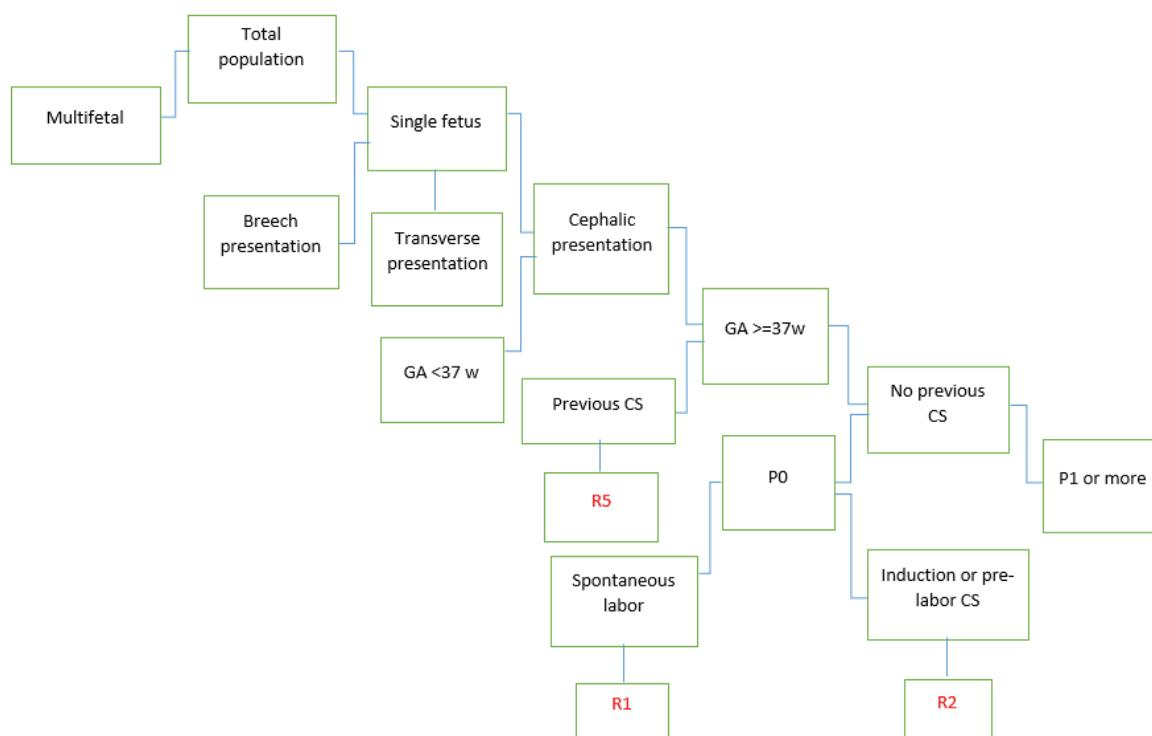 Total
population
Multifetal
Single fetus
Breech
presentation
Transverse
presentation
Cephalic
presentation
GA <37 w
GA >=37w
Previous CS
No previous
CS
R5
P0
P1 or more
Spontaneous
labor
Induction or pre-
labor CS
R1
R2